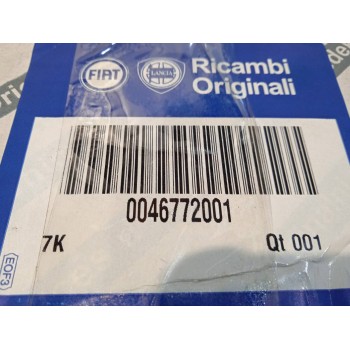 FIAT
LANCIA
Ricambi
Originali
0046772001
7K
Qt 001
EOF3